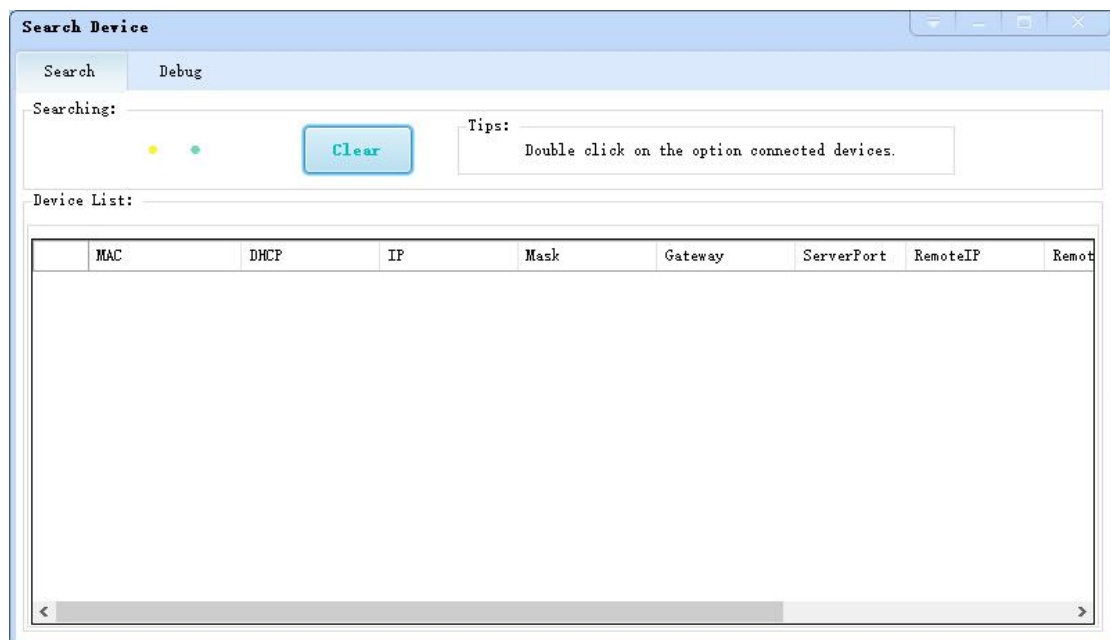 Search Device
Search Debug
Searching:
Clear
Tips:
Double click on the option connected devices.
Device List:
MAC DHCP IP Mask Gateway ServerPort RemoteIP Remot